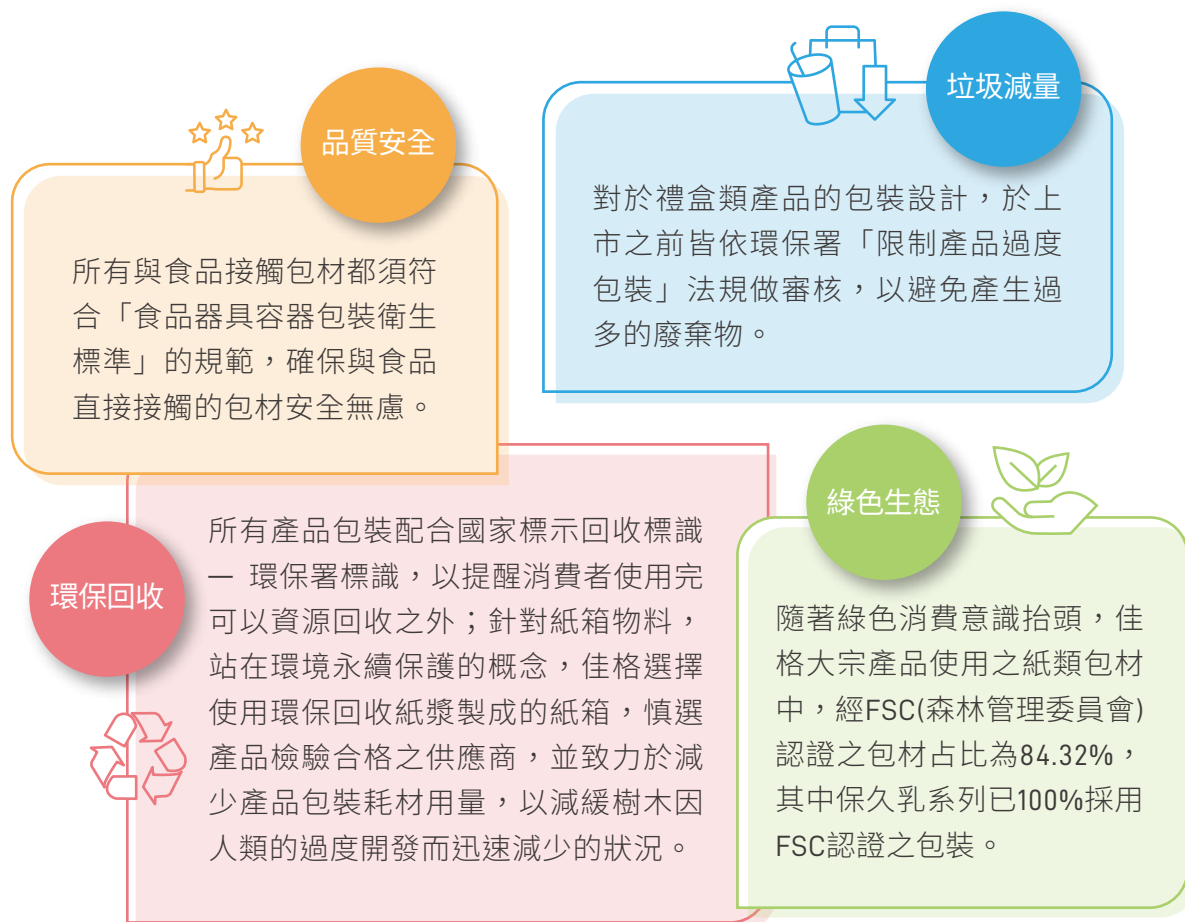 品質安全
所有與食品接觸包材都須符
合「食品器具容器包裝衛生
標準」的規範，確保與食品
直接接觸的包材安全無慮。
垃圾減量
對於禮盒類產品的包裝設計，於上
市之前皆依環保署「限制產品過度
包裝」法規做審核，以避免產生過
多的廢棄物。
環保回收
所有產品包裝配合國家標示回收標識
— 環保署標識，以提醒消費者使用完
可以資源回收之外；針對紙箱物料，
站在環境永續保護的概念，佳格選擇
使用環保回收紙漿製成的紙箱，慎選
產品檢驗合格之供應商，並致力於減
少產品包裝耗材用量，以減緩樹木因
人類的過度開發而迅速減少的狀況。
綠色生態
隨著綠色消費意識抬頭，佳
格大宗產品使用之紙類包材
中，經FSC(森林管理委員會)
認證之包材占比為84.32%，
其中保久乳系列已100%採用
FSC認證之包裝。